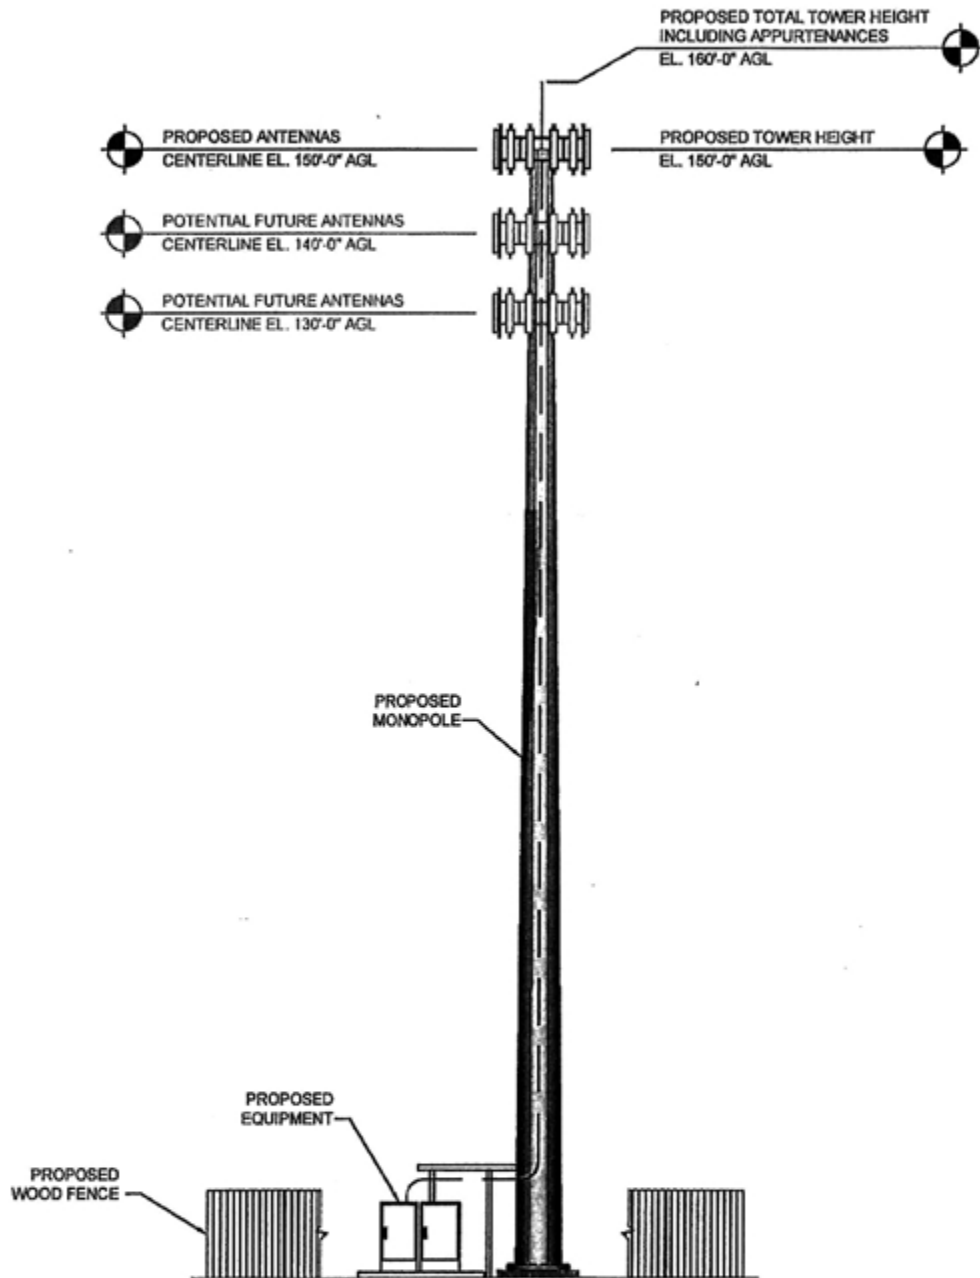 PROPOSED TOTAL TOWER HEIGHT
INCLUDING APPURTENANCES
EL. 160'-0" AGL
PROPOSED ANTENNAS
CENTERLINE EL. 150'-0" AGL
PROPOSED TOWER HEIGHT
EL. 150'-0" AGL
POTENTIAL FUTURE ANTENNAS
CENTERLINE EL. 140'-0" AGL
POTENTIAL FUTURE ANTENNAS
CENTERLINE EL. 130'-0" AGL
PROPOSED
MONOPOLE
PROPOSED
EQUIPMENT
PROPOSED
WOOD FENCE